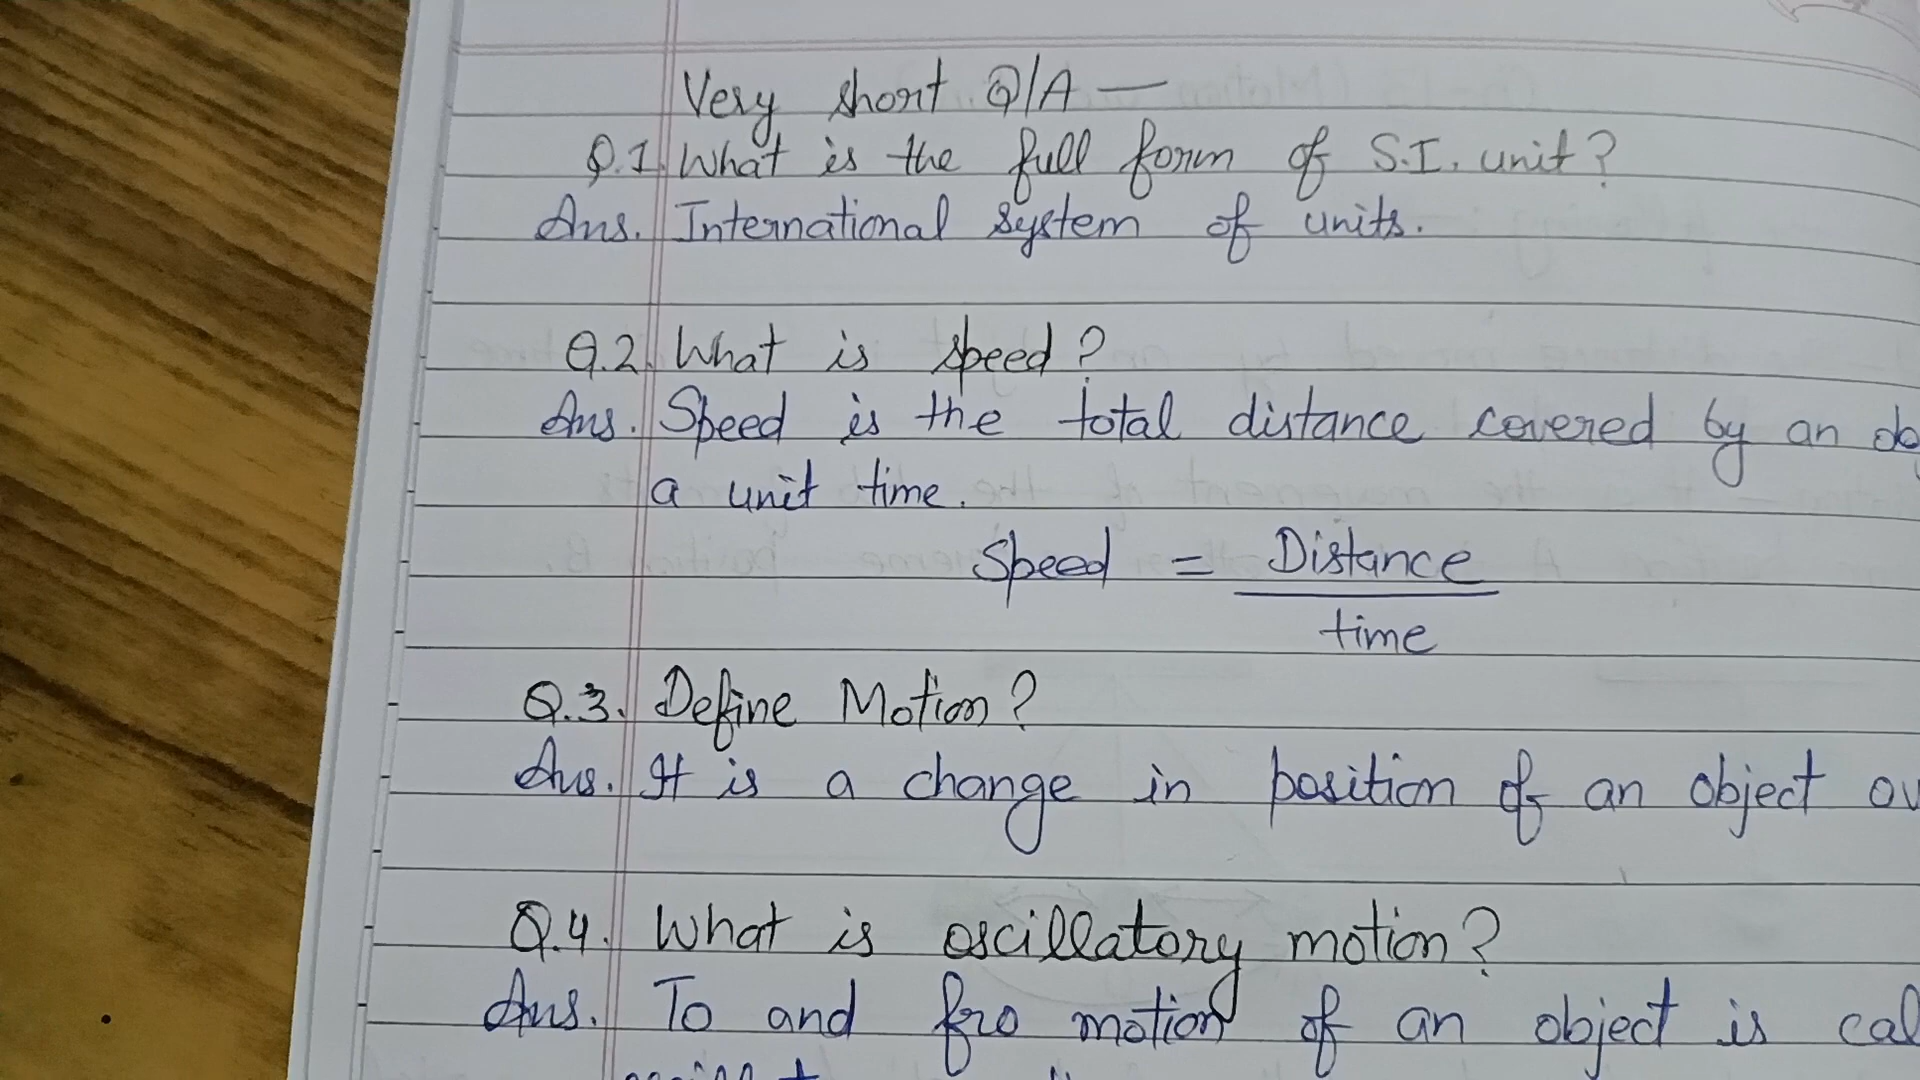 Very short Q/A —
Q.1. What is the full form of S.I. unit?
Ans. International system of units.
Q.2. What is speed?
Ans. Speed is the total distance covered by an
a unit time.
Speed = Distance
time
Q.3. Define Motion?
Ans. It is a change in position of an object
Q.4. What is oscillatory motion?
Ans. To and fro motion of an object is